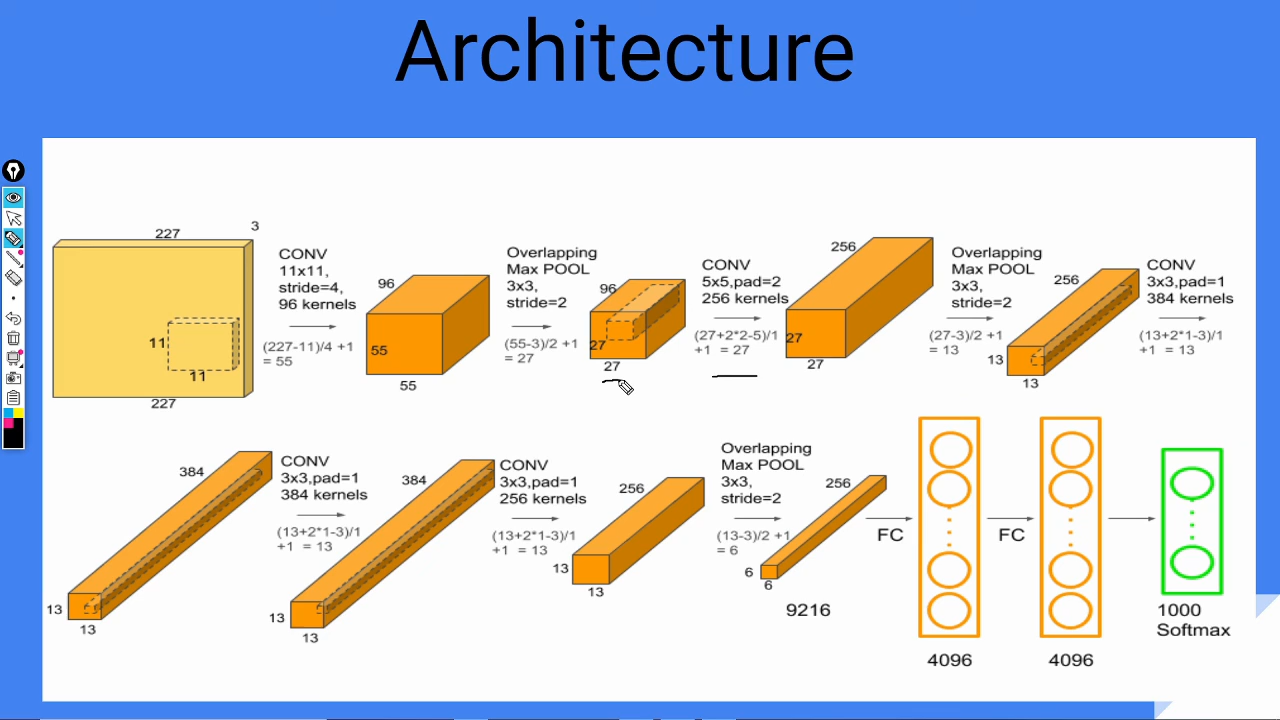 Architecture
227
3
11
11
227
CONV
11x11,
stride=4,
96 kernels
(227-11)/4 +1
= 55
96
55
55
Overlapping
Max POOL
3x3,
stride=2
(55-3)/2 +1
= 27
96
27
27
CONV
5x5,pad=2
256 kernels
(27+2*2-5)/1
+1 = 27
256
27
27
Overlapping
Max POOL
3x3,
stride=2
(27-3)/2 +1
= 13
256
13
13
CONV
3x3,pad=1
384 kernels
(13+2*1-3)/1
+1 = 13
384
13
13
CONV
3x3,pad=1
384 kernels
(13+2*1-3)/1
+1 = 13
384
13
13
CONV
3x3,pad=1
256 kernels
(13+2*1-3)/1
+1 = 13
256
13
13
Overlapping
Max POOL
3x3,
stride=2
(13-3)/2 +1
= 6
256
6
6
9216
FC
4096
FC
4096
1000
Softmax